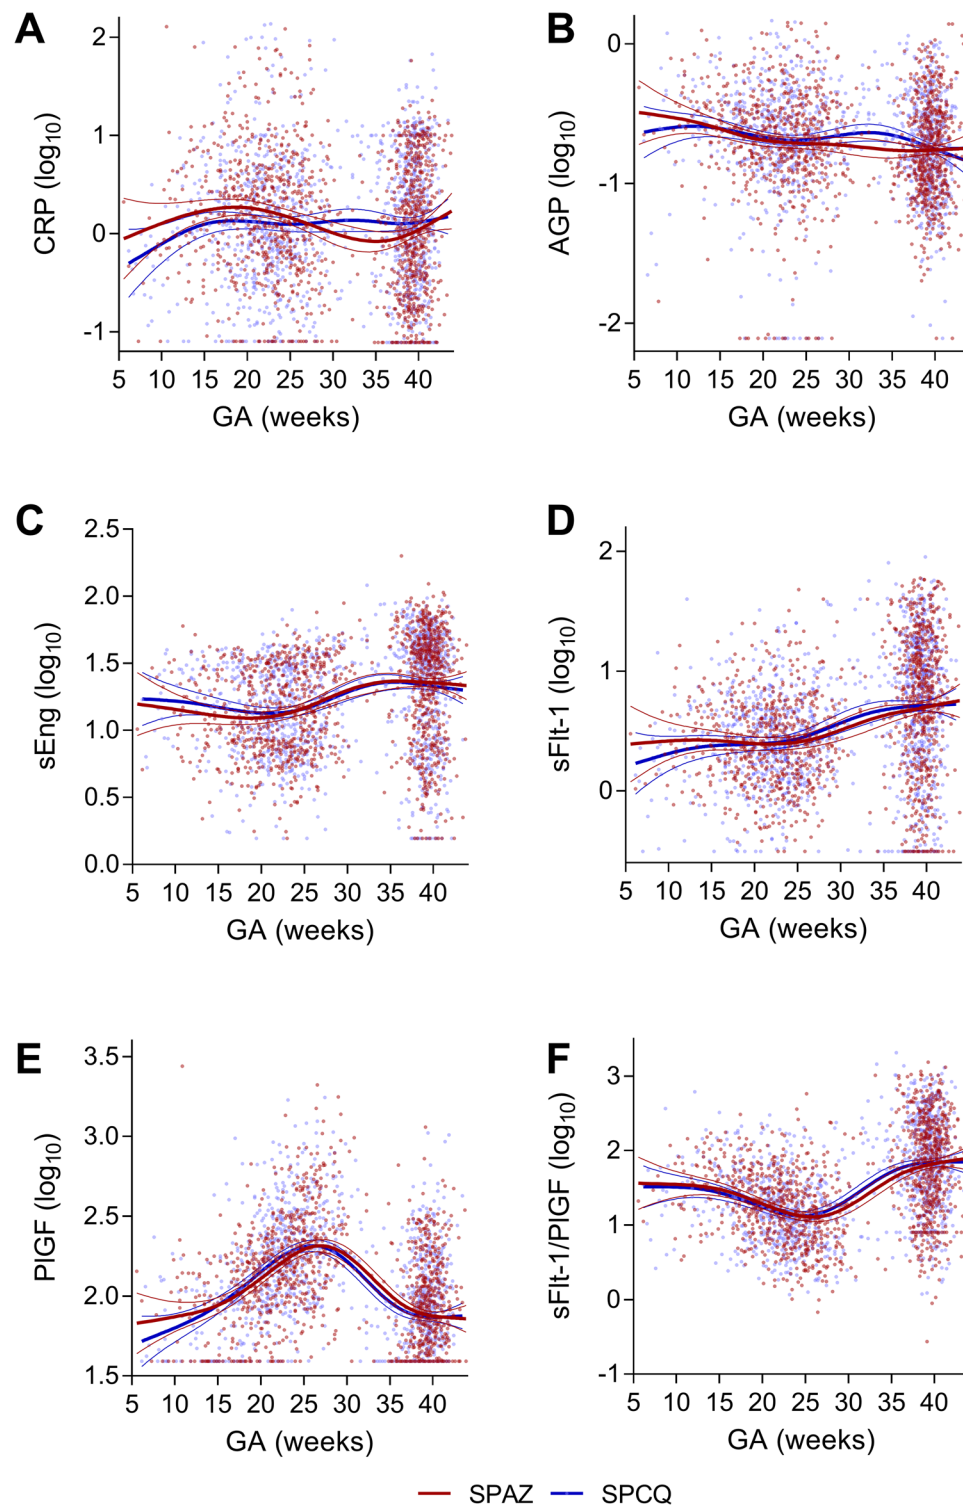 A
CRP (log10)
2
1
0
-1
5 10 15 20 25 30 35 40
GA (weeks)
B
AGP (log10)
0
-1
-2
5 10 15 20 25 30 35 40
GA (weeks)
C
sEng (log10)
2.5
2.0
1.5
1.0
0.5
0.0
5 10 15 20 25 30 35 40
GA (weeks)
D
sFlt-1 (log10)
2
1
0
5 10 15 20 25 30 35 40
GA (weeks)
E
PlGF (log10)
3.5
3.0
2.5
2.0
1.5
5 10 15 20 25 30 35 40
GA (weeks)
F
sFlt-1/PlGF (log10)
3
2
1
0
-1
5 10 15 20 25 30 35 40
GA (weeks)
SPAZ SPCQ